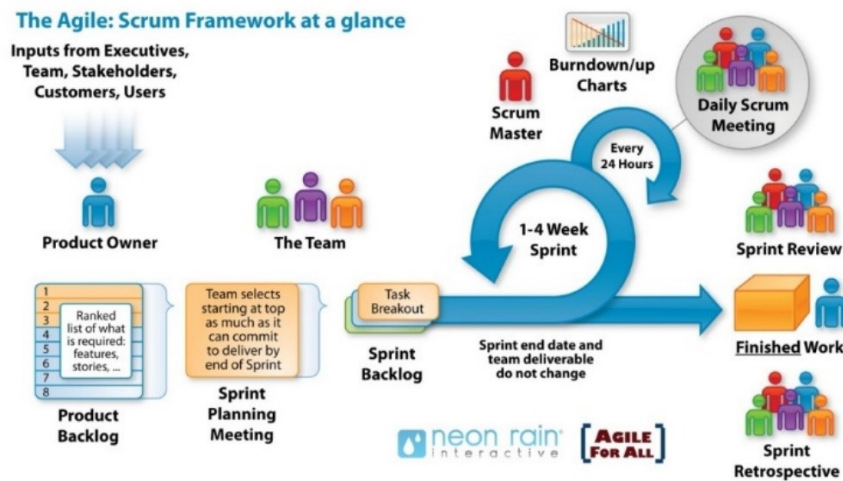 The Agile: Scrum Framework at a glance
Inputs from Executives,
Team, Stakeholders,
Customers, Users
Product Owner
The Team
Scrum
Master
Burndown/up
Charts
Daily Scrum
Meeting
Every
24 Hours
1-4 Week
Sprint
Sprint Review
1
2
3
4
5
6
7
8
Ranked
list of what
is required:
features,
stories, ...
Product
Backlog
Team selects
starting at top
as much as it
can commit
to deliver by
end of Sprint
Sprint
Planning
Meeting
Task
Breakout
Sprint
Backlog
Sprint end date and
team deliverable
do not change
Finished Work
Sprint
Retrospective
neon rain
interactive
AGILE
FOR ALL